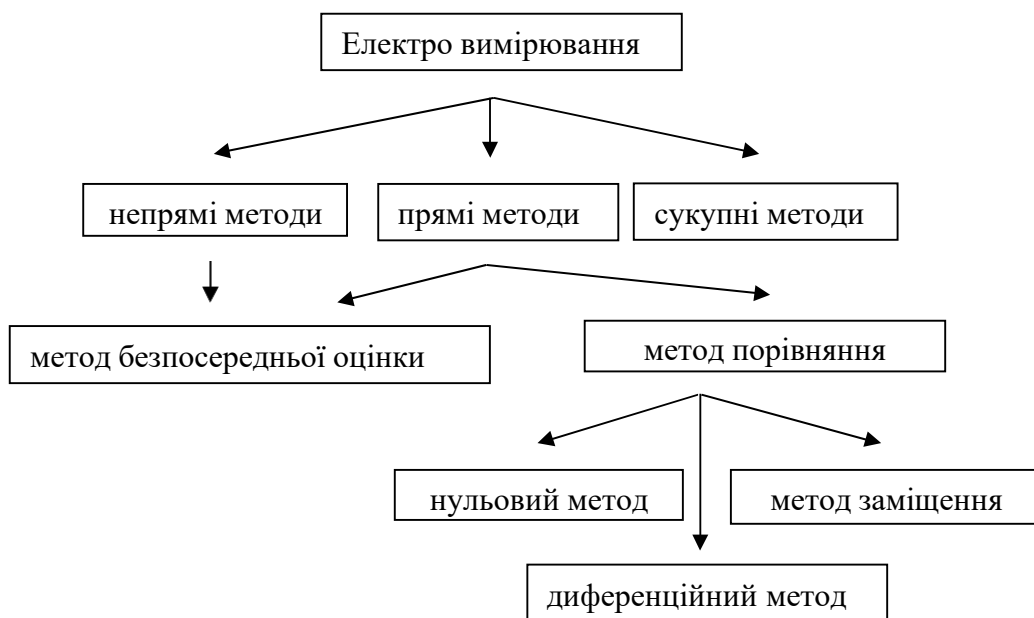 Електро вимірювання
непрямі методи
прямі методи
сукупні методи
метод безпосередньої оцінки
метод порівняння
нульовий метод
метод заміщення
диференційний метод